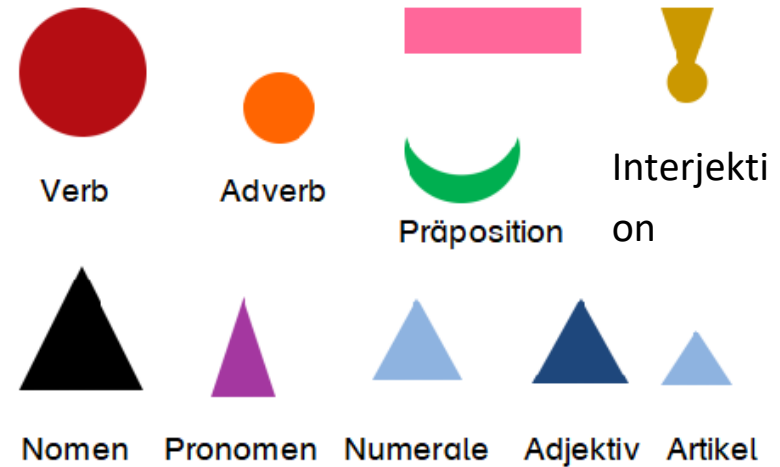 Verb
Adverb
Präposition
Interjekti
on
Nomen
Pronomen
Numerale
Adjektiv
Artikel